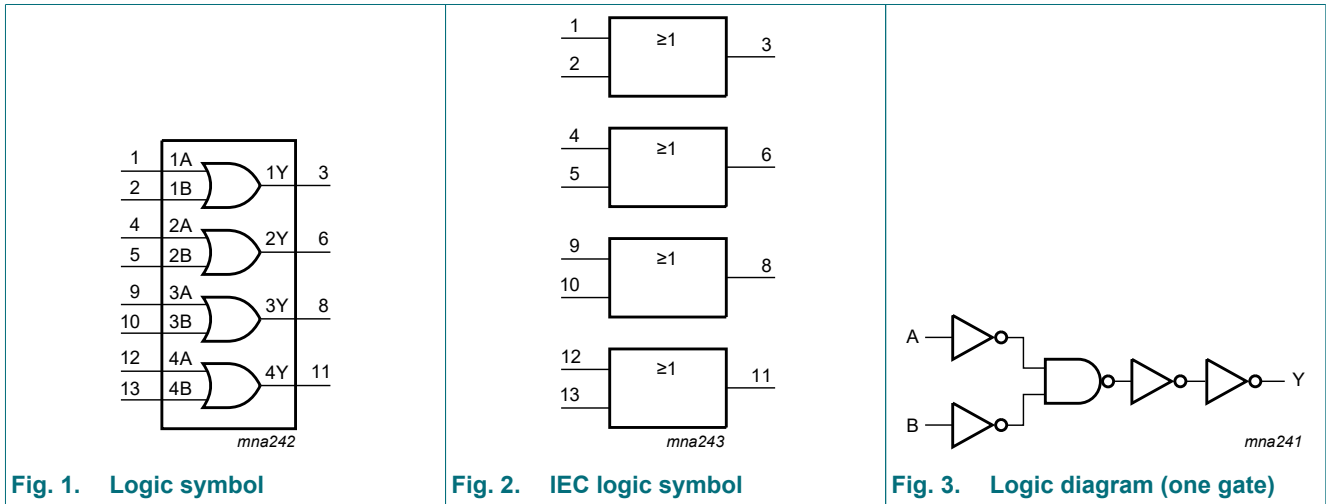 1
2
4
5
9
10
12
13
1A
1B
2A
2B
3A
3B
4A
4B
1Y
2Y
3Y
4Y
3
6
8
11
mna242
Fig. 1. Logic symbol
1
2
≥1
3
4
5
≥1
6
9
10
≥1
8
12
13
≥1
11
mna243
Fig. 2. IEC logic symbol
A
B
Y
mna241
Fig. 3. Logic diagram (one gate)